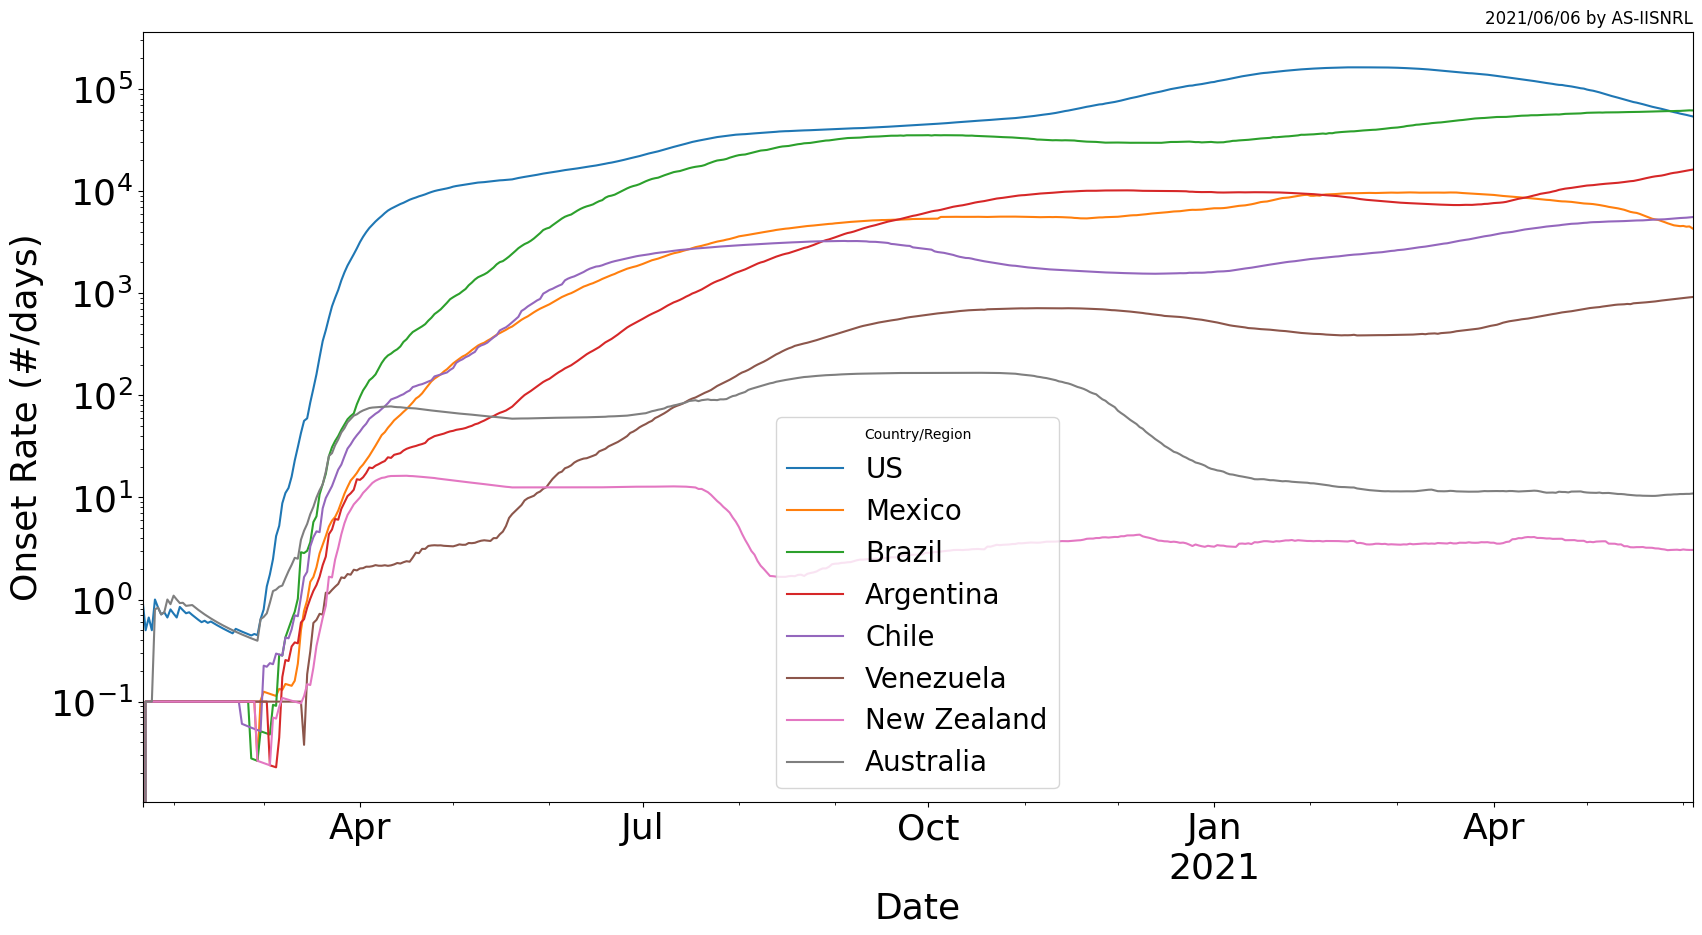 2021/06/06 by AS-IISNRL
Onset Rate (#/days)
10^5
10^4
10^3
10^2
10^1
10^0
10^−1
Country/Region
US
Mexico
Brazil
Argentina
Chile
Venezuela
New Zealand
Australia
Apr Jul Oct Jan Apr
2021
Date